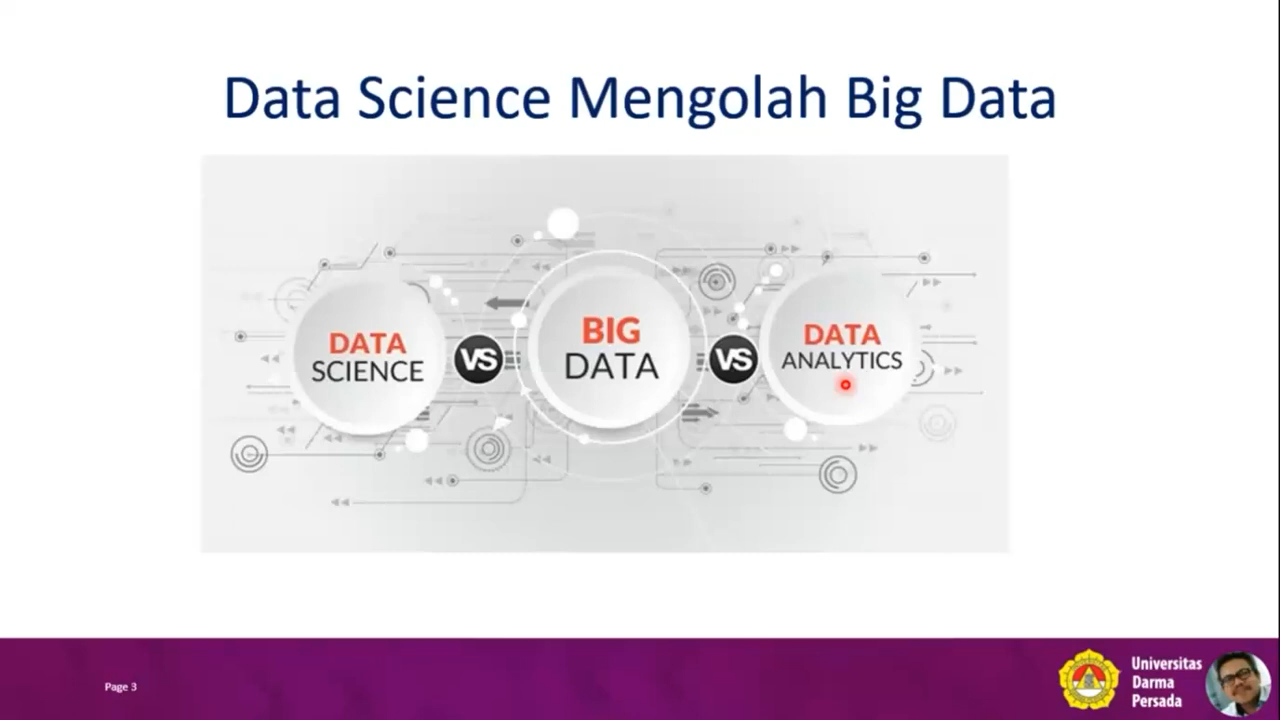 Data Science Mengolah Big Data
DATA
SCIENCE
VS
BIG
DATA
VS
DATA
ANALYTICS
Page 3
Universitas
Darma
Persada